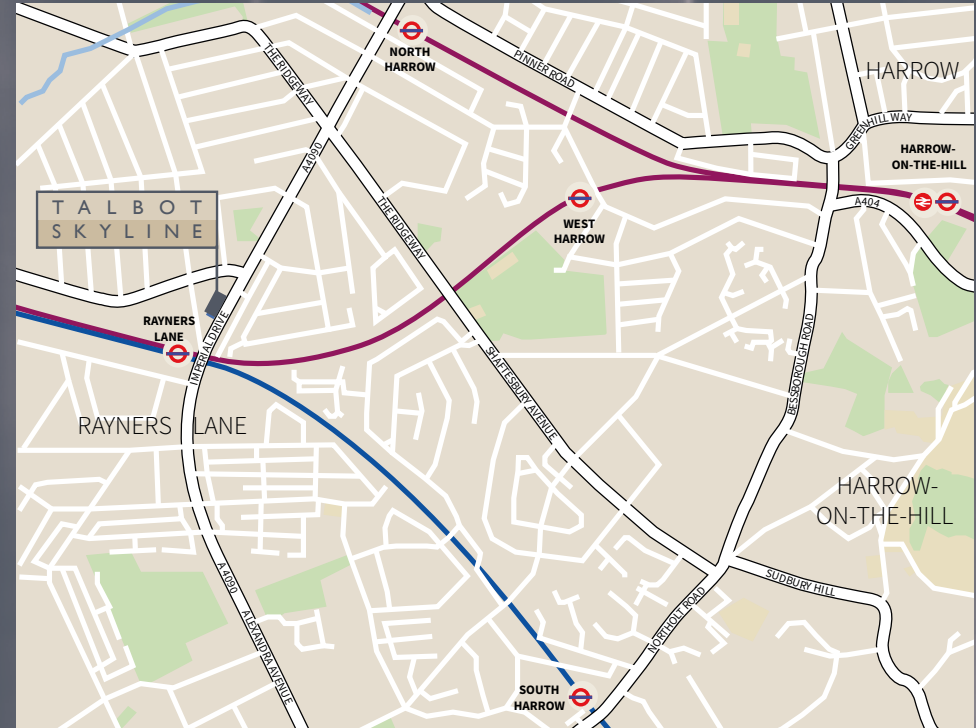 NORTH
HARROW
PINNER ROAD
HARROW
THE RIDGEWAY
GREENHILL WAY
A4090
HARROW-
ON-THE-HILL
TALBOT
SKYLINE
A404
THE RIDGEWAY
WEST
HARROW
RAYNERS
LANE
IMPERIAL DRIVE
SHAFTESBURY AVENUE
BESSBOROUGH ROAD
RAYNERS LANE
HARROW-
ON-THE-HILL
A 4090
ALEXANDRA AVENUE
SUDBURY HILL
NORTHOLT ROAD
SOUTH
HARROW